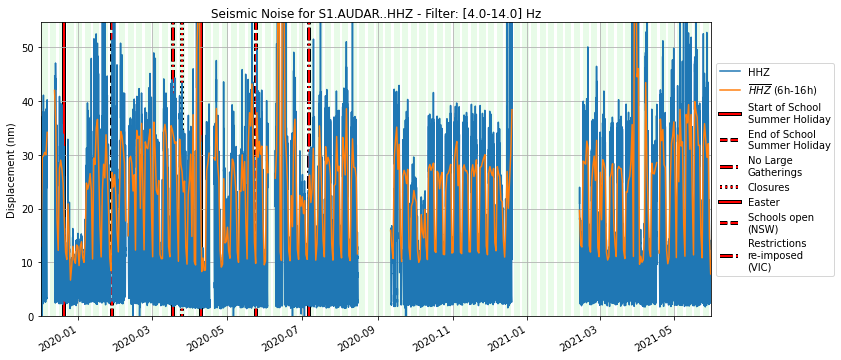 Seismic Noise for S1.AUDAR..HHZ - Filter: [4.0-14.0] Hz
Displacement (nm)
50
40
30
20
10
0
2020-01
2020-03
2020-05
2020-07
2020-09
2020-11
2021-01
2021-03
2021-05
HHZ
HHZ (6h-16h)
Start of School
Summer Holiday
End of School
Summer Holiday
No Large
Gatherings
Closures
Easter
Schools open
(NSW)
Restrictions
re-imposed
(VIC)